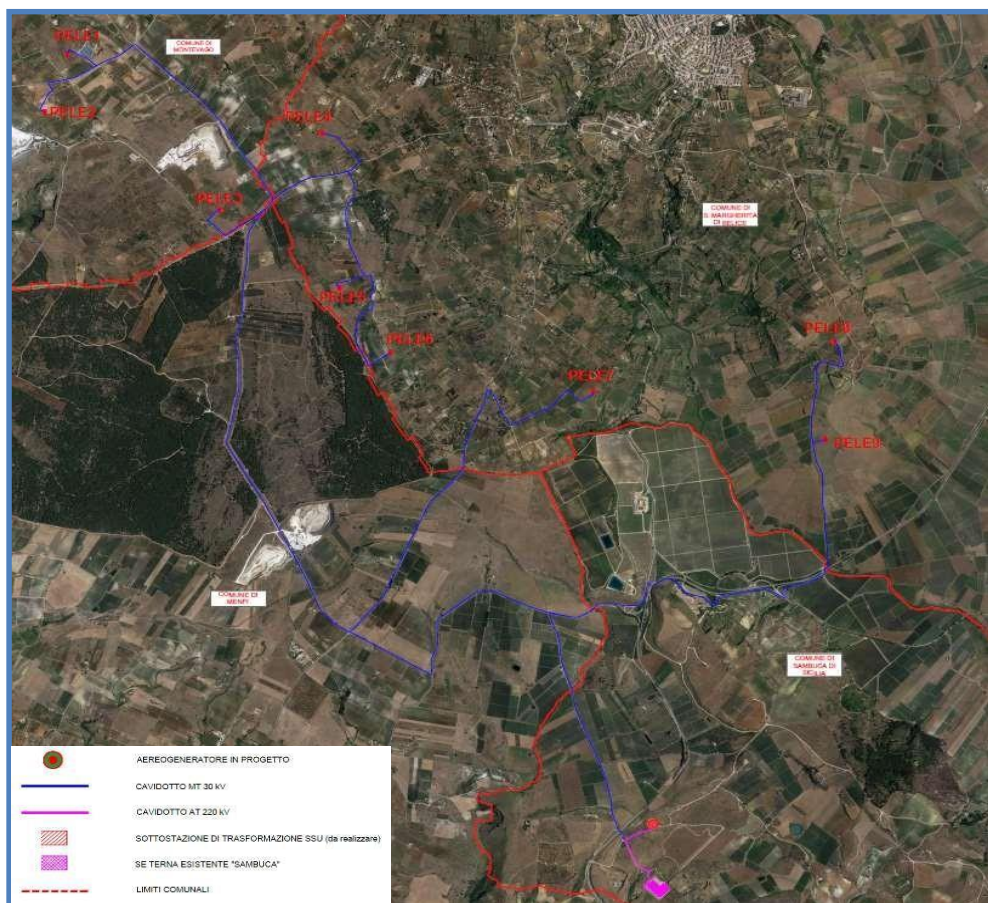 PELE1
COMUNE DI
MONTEVAGO
PELE2
PELE4
PELE3
COMUNE DI
S. MARGHERITA
DI BELICE
PELE5
PELE6
PELE7
PELE8
PELE9
COMUNE DI
MENFI
COMUNE DI
SAMBUCA DI
SICILIA
AEREOGENERATORE IN PROGETTO
CAVIDOTTO MT 30 kV
CAVIDOTTO AT 220 kV
SOTTOSTAZIONE DI TRASFORMAZIONE SSU (da realizzare)
SE TERNA ESISTENTE "SAMBUCA"
LIMITI COMUNALI